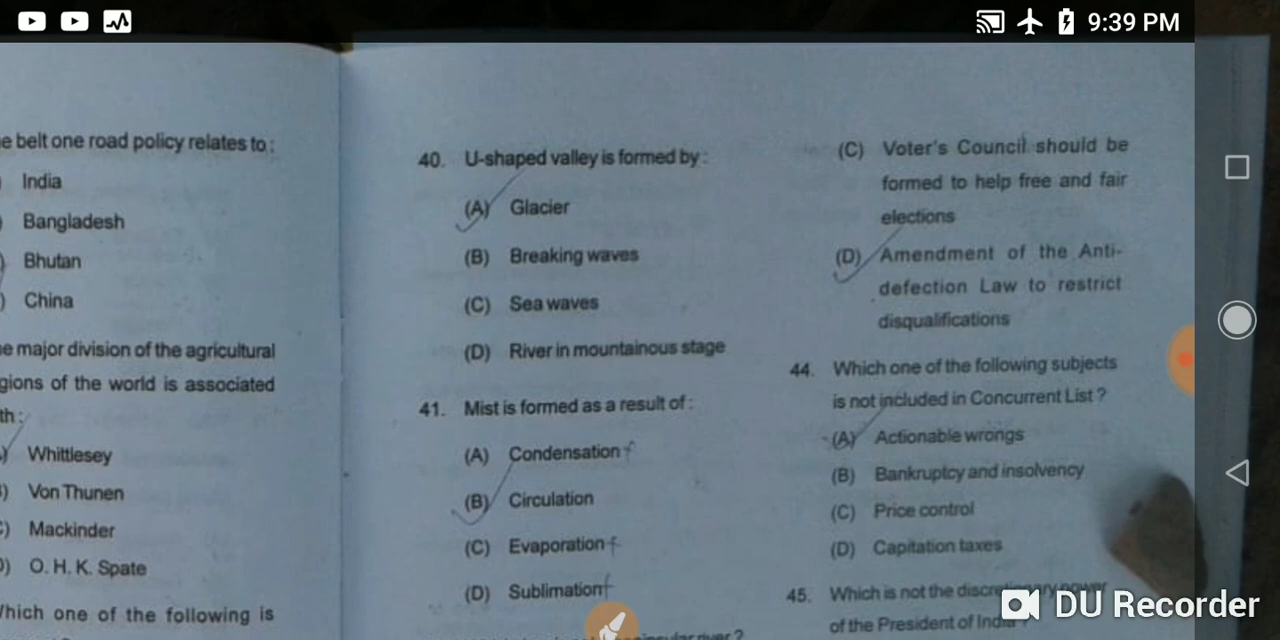 9:39 PM
e belt one road policy relates to :
India
Bangladesh
Bhutan
China
e major division of the agricultural
gions of the world is associated
th :
Whittlesey
Von Thunen
Mackinder
O. H. K. Spate
hich one of the following is
40. U-shaped valley is formed by :
(A) Glacier
(B) Breaking waves
(C) Sea waves
(D) River in mountainous stage
41. Mist is formed as a result of :
(A) Condensation
(B) Circulation
(C) Evaporation
(D) Sublimation
river ?
(C) Voter's Council should be
formed to help free and fair
elections
(D) Amendment of the Anti-
defection Law to restrict
disqualifications
44. Which one of the following subjects
is not included in Concurrent List ?
(A) Actionable wrongs
(B) Bankruptcy and insolvency
(C) Price control
(D) Capitation taxes
45. Which is not the discretionary power
of the President of India
DU Recorder